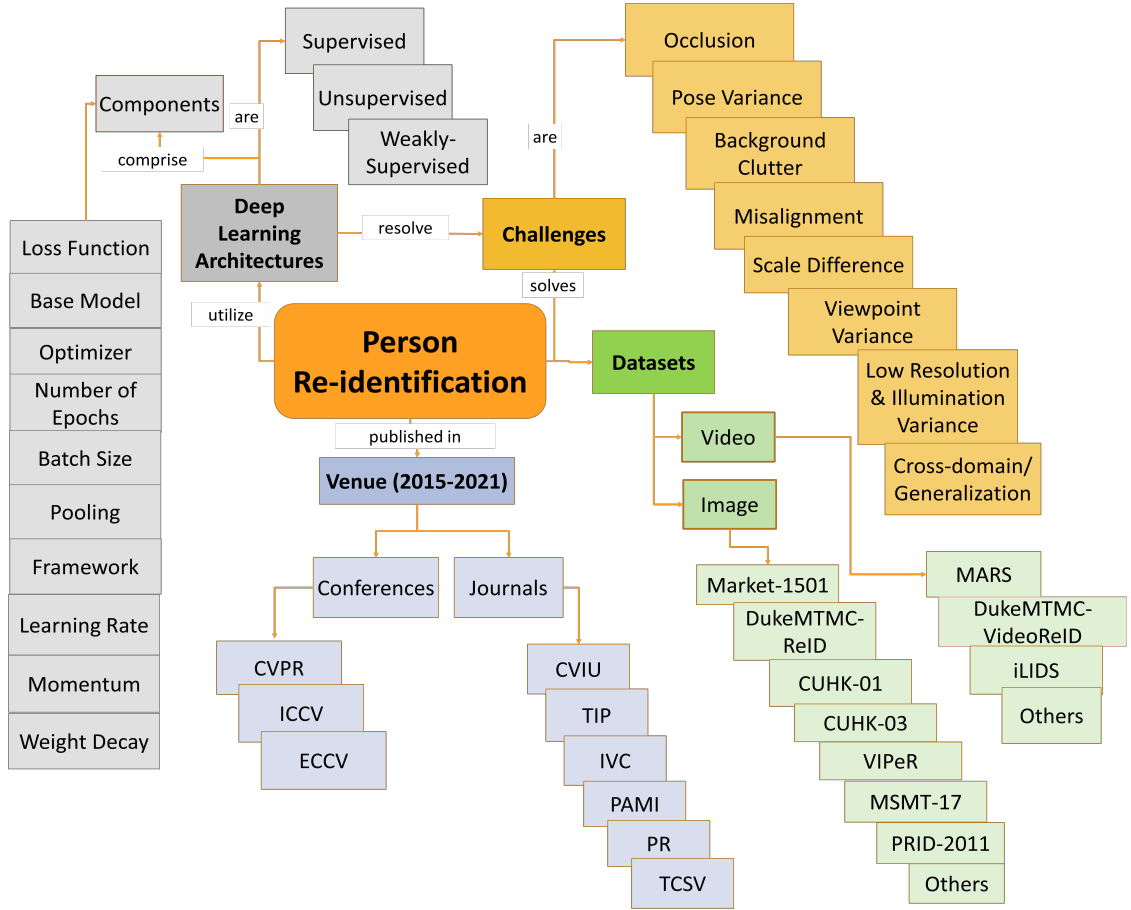 Supervised
Unsupervised
Weakly-
Supervised
Components
are
comprise
Deep
Learning
Architectures
resolve
utilize
Loss Function
Base Model
Optimizer
Number of
Epochs
Batch Size
Pooling
Framework
Learning Rate
Momentum
Weight Decay
Challenges
are
solves
Occlusion
Pose Variance
Background
Clutter
Misalignment
Scale Difference
Viewpoint
Variance
Low Resolution
& Illumination
Variance
Cross-domain/
Generalization
Person
Re-identification
published in
Venue (2015-2021)
Conferences
Journals
CVPR
ICCV
ECCV
CVIU
TIP
IVC
PAMI
PR
TCSV
Datasets
Video
Image
Market-1501
DukeMTMC-
ReID
CUHK-01
CUHK-03
VIPeR
MSMT-17
PRID-2011
Others
MARS
DukeMTMC-
VideoReID
iLIDS
Others